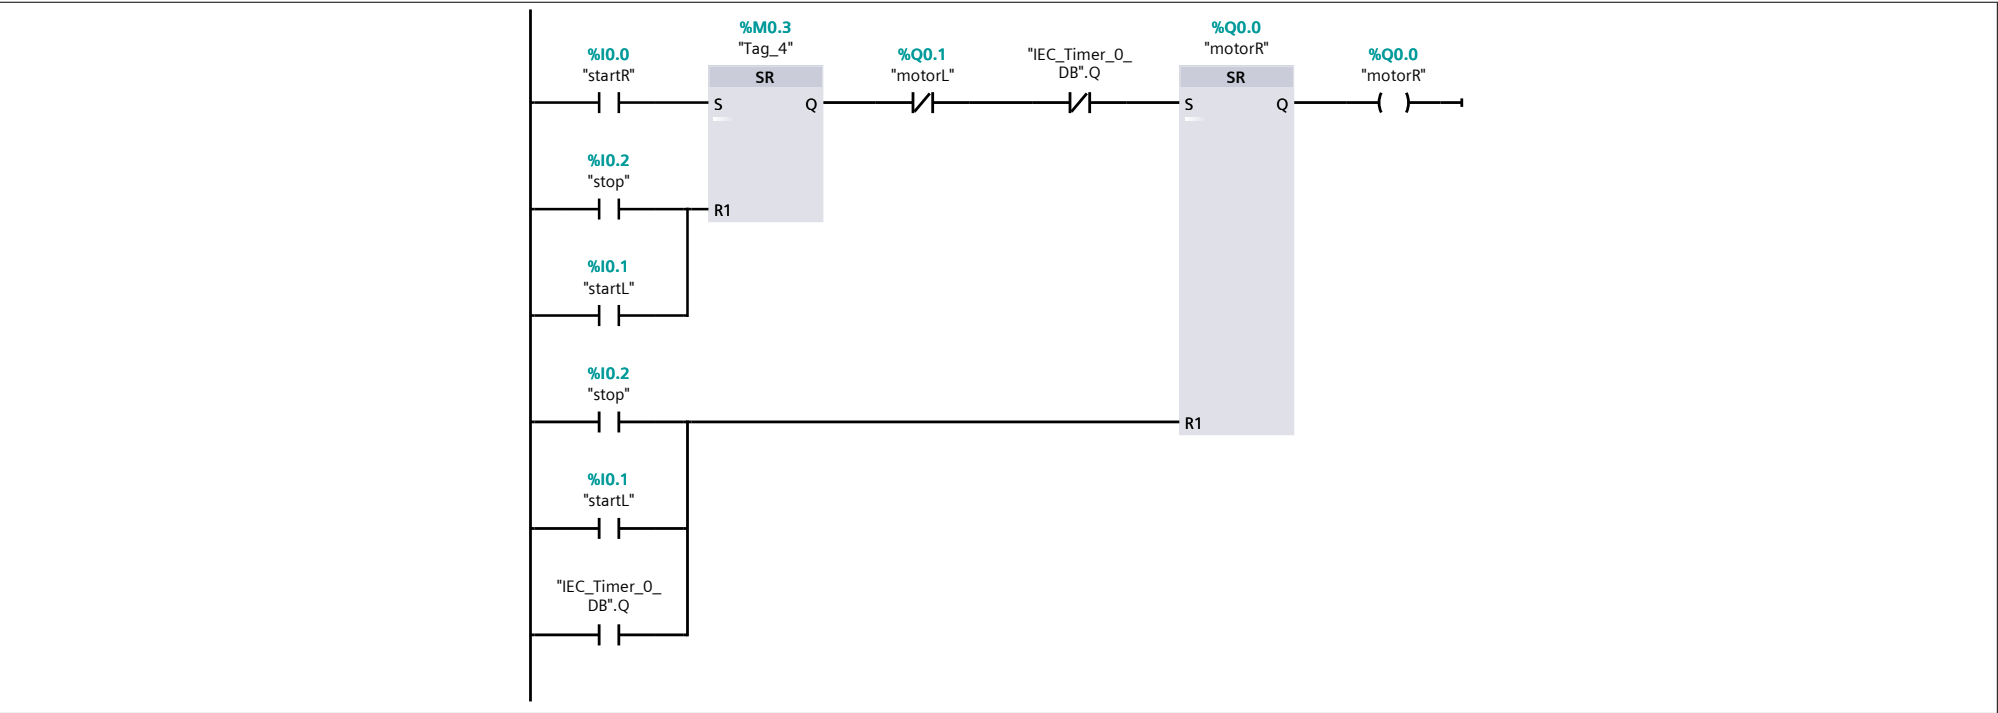 %M0.3
"Tag_4"
%Q0.0
"motorR"
%I0.0
"startR"
SR
%Q0.1
"motorL"
"IEC_Timer_0_
DB".Q
SR
%Q0.0
"motorR"
S
Q
S
Q
%I0.2
"stop"
R1
%I0.1
"startL"
%I0.2
"stop"
R1
%I0.1
"startL"
"IEC_Timer_0_
DB".Q